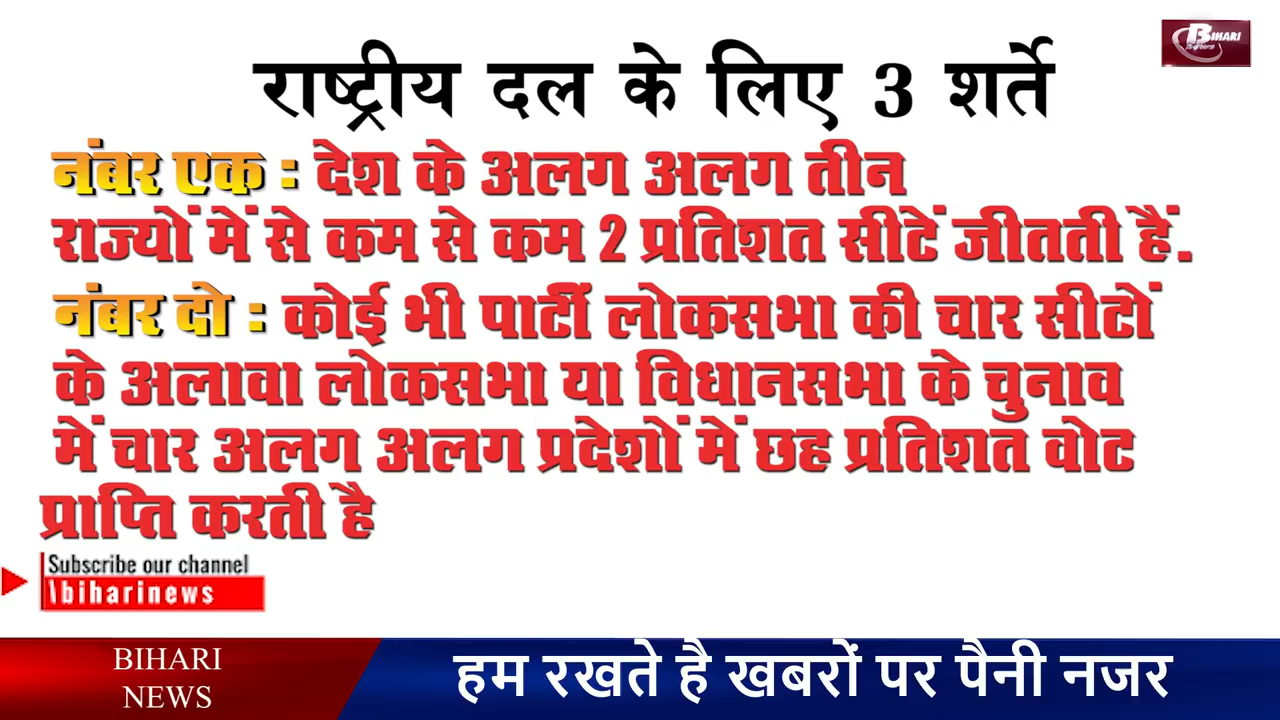 BIHARI
राष्ट्रीय दल के लिए 3 शर्ते
नंबर एक : देश के अलग अलग तीन
राज्यों में से कम से कम 2 प्रतिशत सीटें जीतती हैं.
नंबर दो : कोई भी पार्टी लोकसभा की चार सीटों
के अलावा लोकसभा या विधानसभा के चुनाव
में चार अलग अलग प्रदेशों में छह प्रतिशत वोट
प्राप्ति करती है
Subscribe our channel
\biharinews
BIHARI
NEWS
हम रखते है खबरों पर पैनी नजर